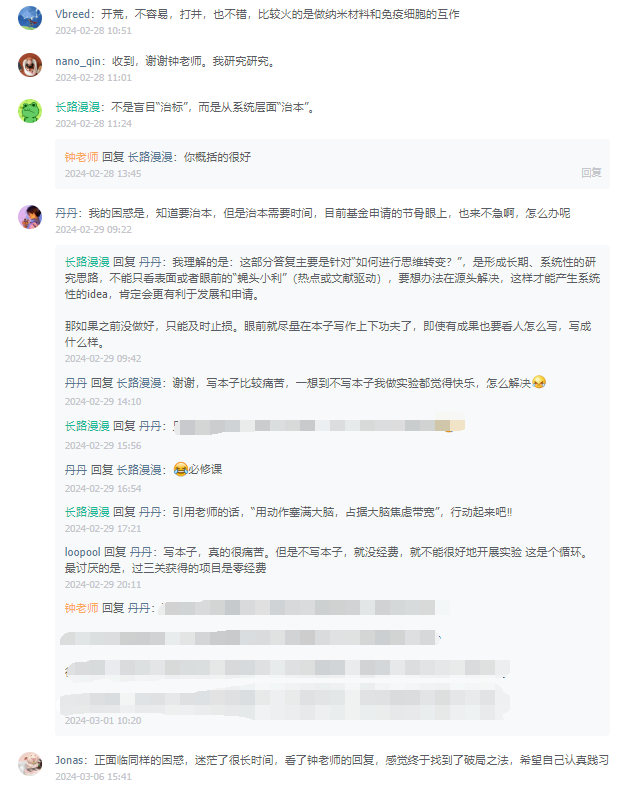 Vbreed：开荒，不容易，打井，也不错，比较火的是做纳米材料和免疫细胞的互作
2024-02-28 10:51
nano_qin：收到，谢谢钟老师。我研究研究。
2024-02-28 11:01
长路漫漫：不是盲目“治标”，而是从系统层面“治本”。
2024-02-28 11:24
钟老师 回复 长路漫漫：你概括的很好
2024-02-28 13:45
回复
丹丹：我的困惑是，知道要治本，但是治本需要时间，目前基金申请的节骨眼上，也来不急啊，怎么办呢
2024-02-29 09:22
长路漫漫 回复 丹丹：我理解的是：这部分答复主要是针对“如何进行思维转变？”，是形成长期、系统性的研
究思路，不能只看表面或者眼前的“蝇头小利”（热点或文献驱动），要想办法在源头解决，这样才能产生系统
性的idea，肯定会更有利于发展和申请。
那如果之前没做好，只能及时止损。眼前就尽量在本子写作上下功夫了，即使有成果也要看人怎么写，写成
什么样。
2024-02-29 09:42
丹丹 回复 长路漫漫：谢谢，写本子比较痛苦，一想到不写本子我做实验都觉得快乐，怎么解决
2024-02-29 14:10
长路漫漫 回复 丹丹：
2024-02-29 15:56
丹丹 回复 长路漫漫：必修课
2024-02-29 16:54
长路漫漫 回复 丹丹：引用老师的话，“用动作塞满大脑，占据大脑焦虑带宽”，行动起来吧!!
2024-02-29 17:21
loopool 回复 丹丹：写本子，真的很痛苦。但是不写本子，就没经费，就不能很好地开展实验 这是个循环。
最讨厌的是，过三关获得的项目是零经费
2024-02-29 20:11
钟老师 回复 丹丹：
2024-03-01 10:20
Jonas：正面临同样的困惑，迷茫了很长时间，看了钟老师的回复，感觉终于找到了破局之法，希望自己认真践习
2024-03-06 15:41